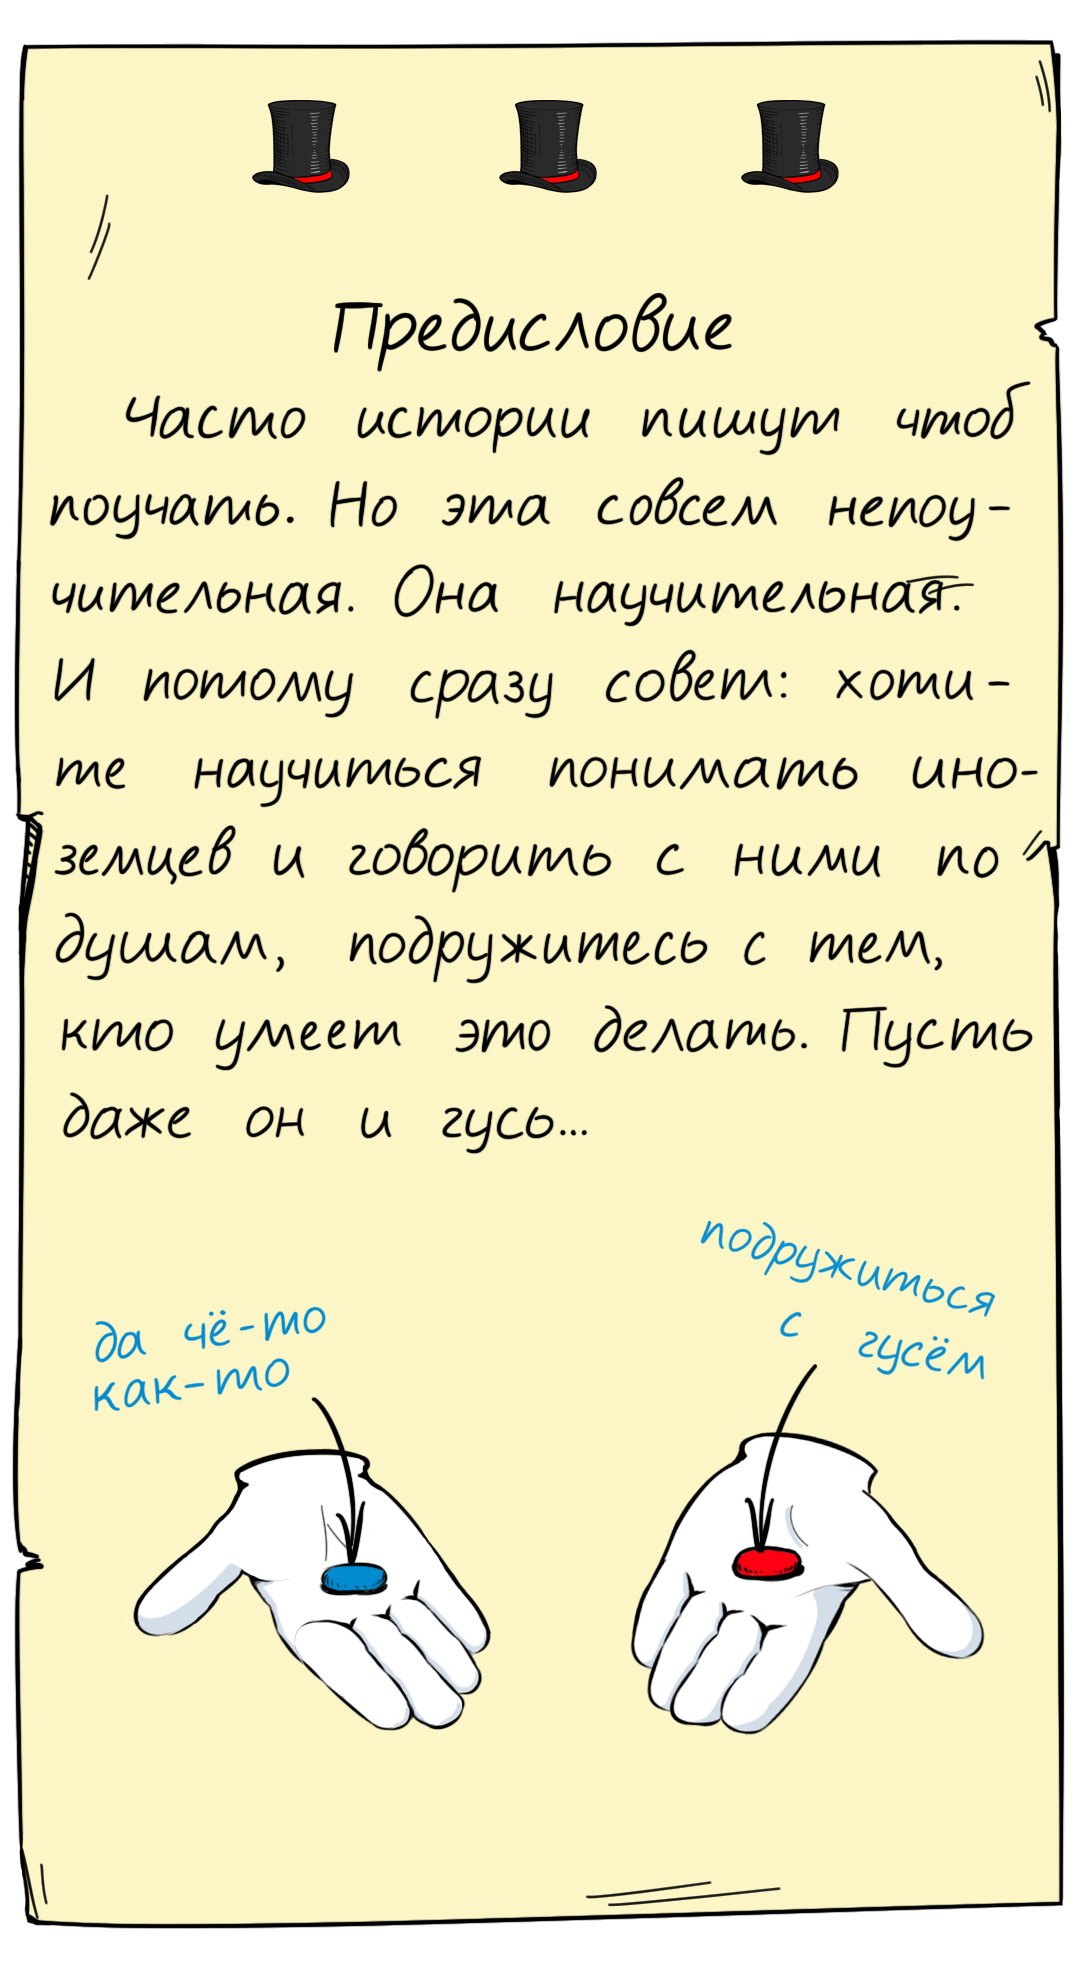 Предисловие
Часто истории пишут чтоб
поучать. Но эта совсем непоу-
чительная. Она научительная.
И потому сразу совет: хоти-
те научиться понимать ино-
земцев и говорить с ними по
душам, подружитесь с тем,
кто умеет это делать. Пусть
даже он и гусь...
да чё-то
как-то
подружиться
с гусём